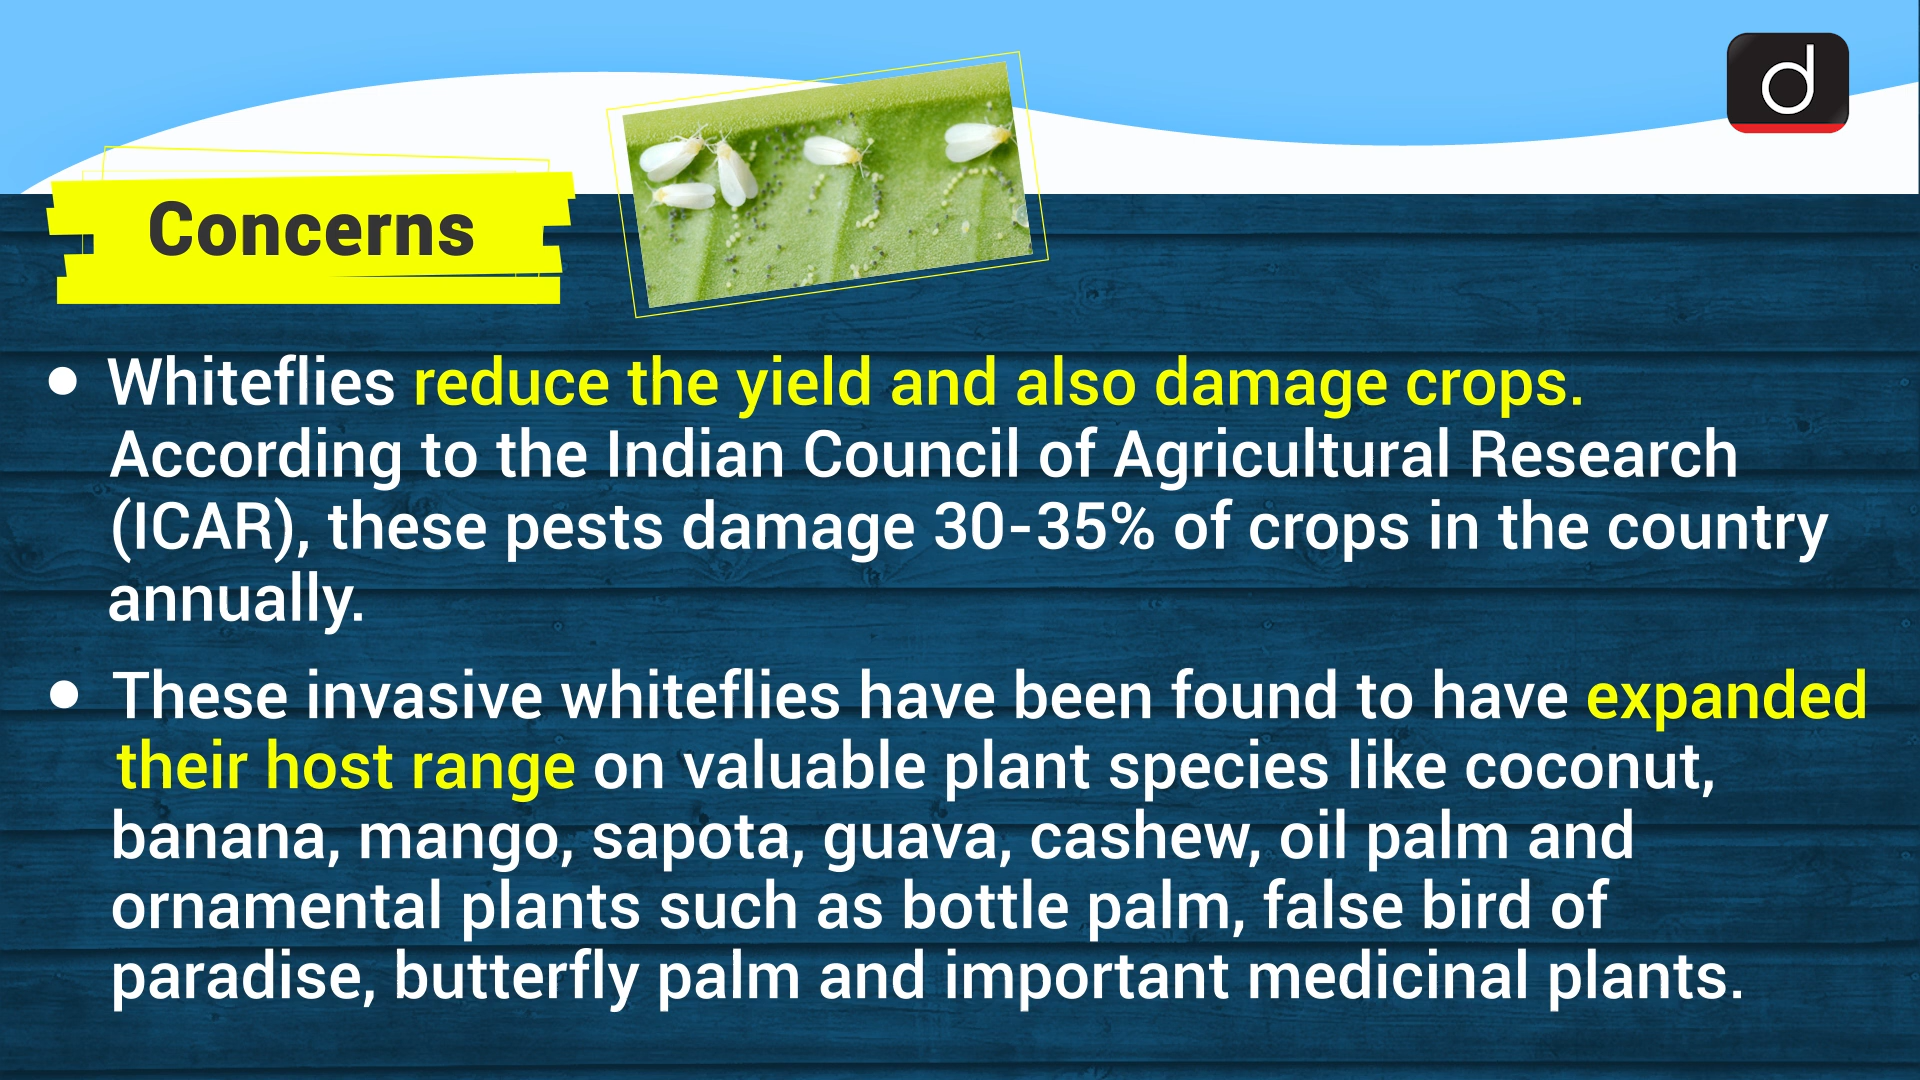 d
Concerns
• Whiteflies reduce the yield and also damage crops.
According to the Indian Council of Agricultural Research
(ICAR), these pests damage 30-35% of crops in the country
annually.
• These invasive whiteflies have been found to have expanded
their host range on valuable plant species like coconut,
banana, mango, sapota, guava, cashew, oil palm and
ornamental plants such as bottle palm, false bird of
paradise, butterfly palm and important medicinal plants.